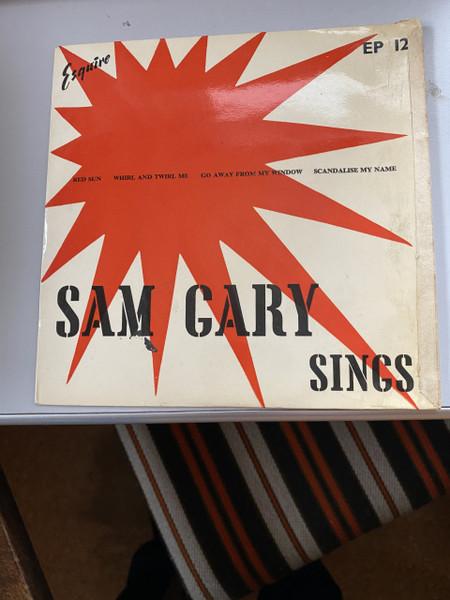 Esquire
EP 12
RED SUN WHIRL AND TWIRL ME GO AWAY FROM MY WINDOW SCANDALISE MY NAME
SAM GARY
SINGS